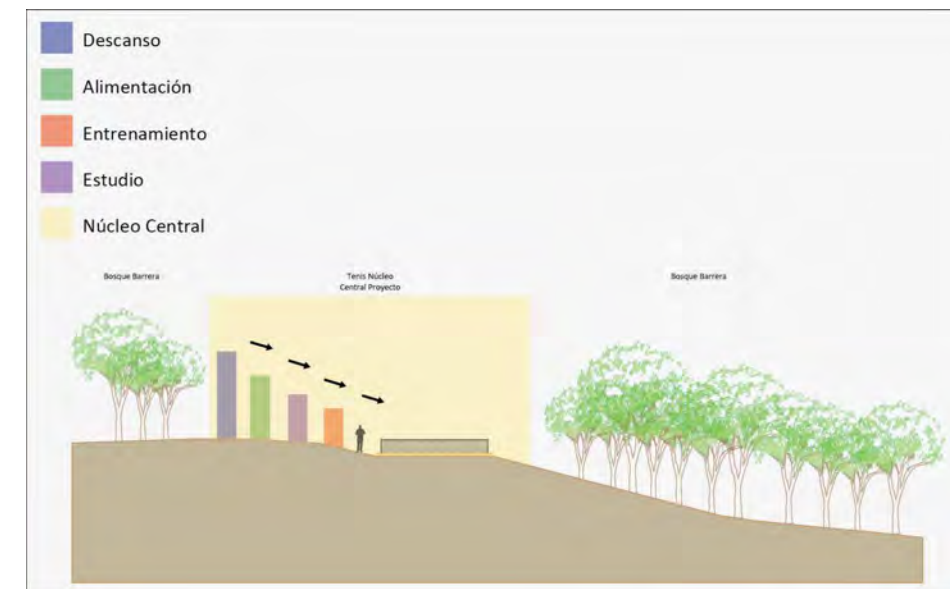 Descanso
Alimentación
Entrenamiento
Estudio
Núcleo Central
Bosque Barrera
Tenis Núcleo
Central Proyecto
Bosque Barrera